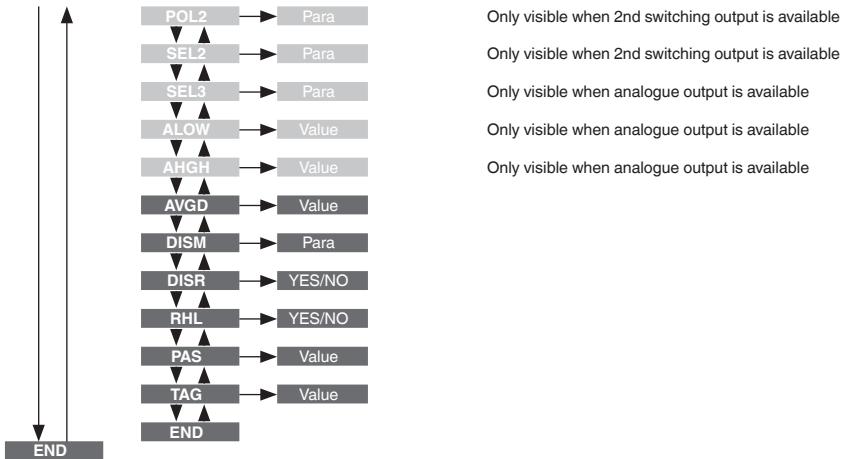 POL2 Para Only visible when 2nd switching output is available
SEL2 Para Only visible when 2nd switching output is available
SEL3 Para Only visible when analogue output is available
ALOW Value Only visible when analogue output is available
AHGH Value Only visible when analogue output is available
AVGD Value
DISM Para
DISR YES/NO
RHL YES/NO
PAS Value
TAG Value
END
END